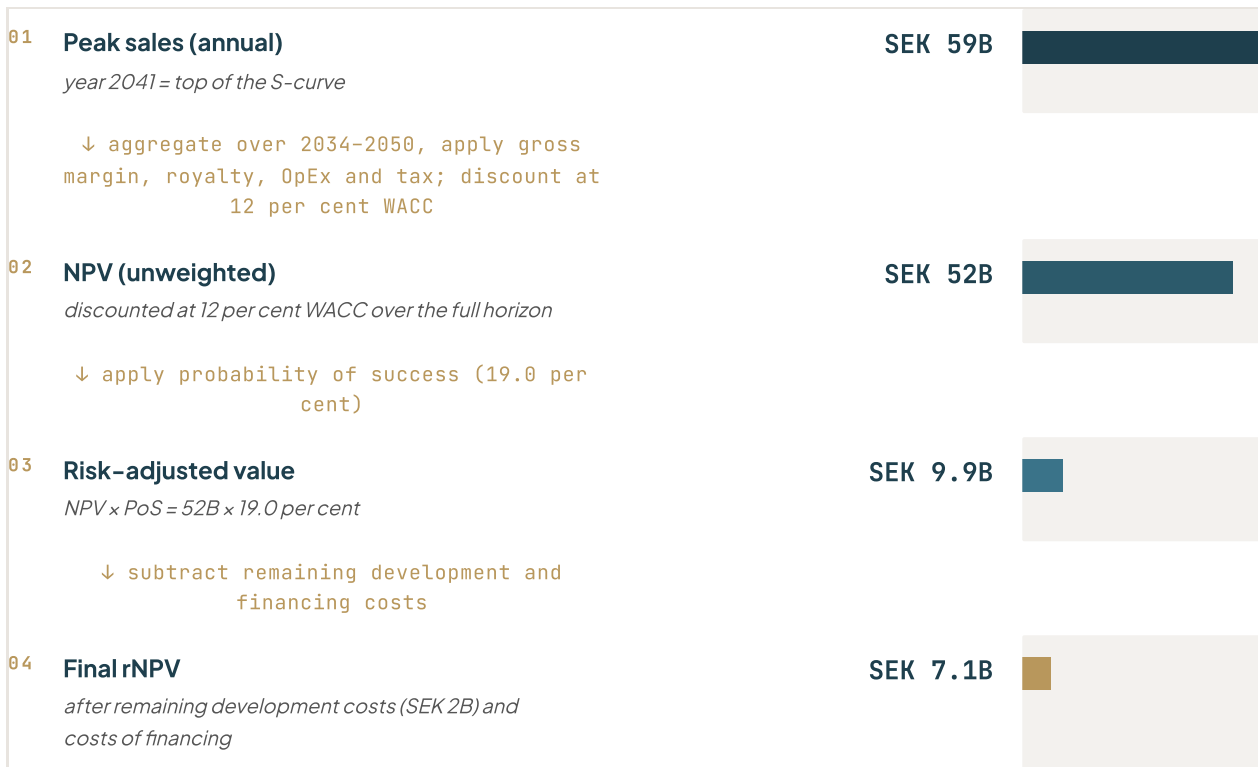 01
Peak sales (annual)
SEK 59B
year 2041 = top of the S-curve
↓ aggregate over 2034–2050, apply gross
margin, royalty, OpEx and tax; discount at
12 per cent WACC
02
NPV (unweighted)
SEK 52B
discounted at 12 per cent WACC over the full horizon
↓ apply probability of success (19.0 per
cent)
03
Risk-adjusted value
SEK 9.9B
NPV × PoS = 52B × 19.0 per cent
↓ subtract remaining development and
financing costs
04
Final rNPV
SEK 7.1B
after remaining development costs (SEK 2B) and
costs of financing